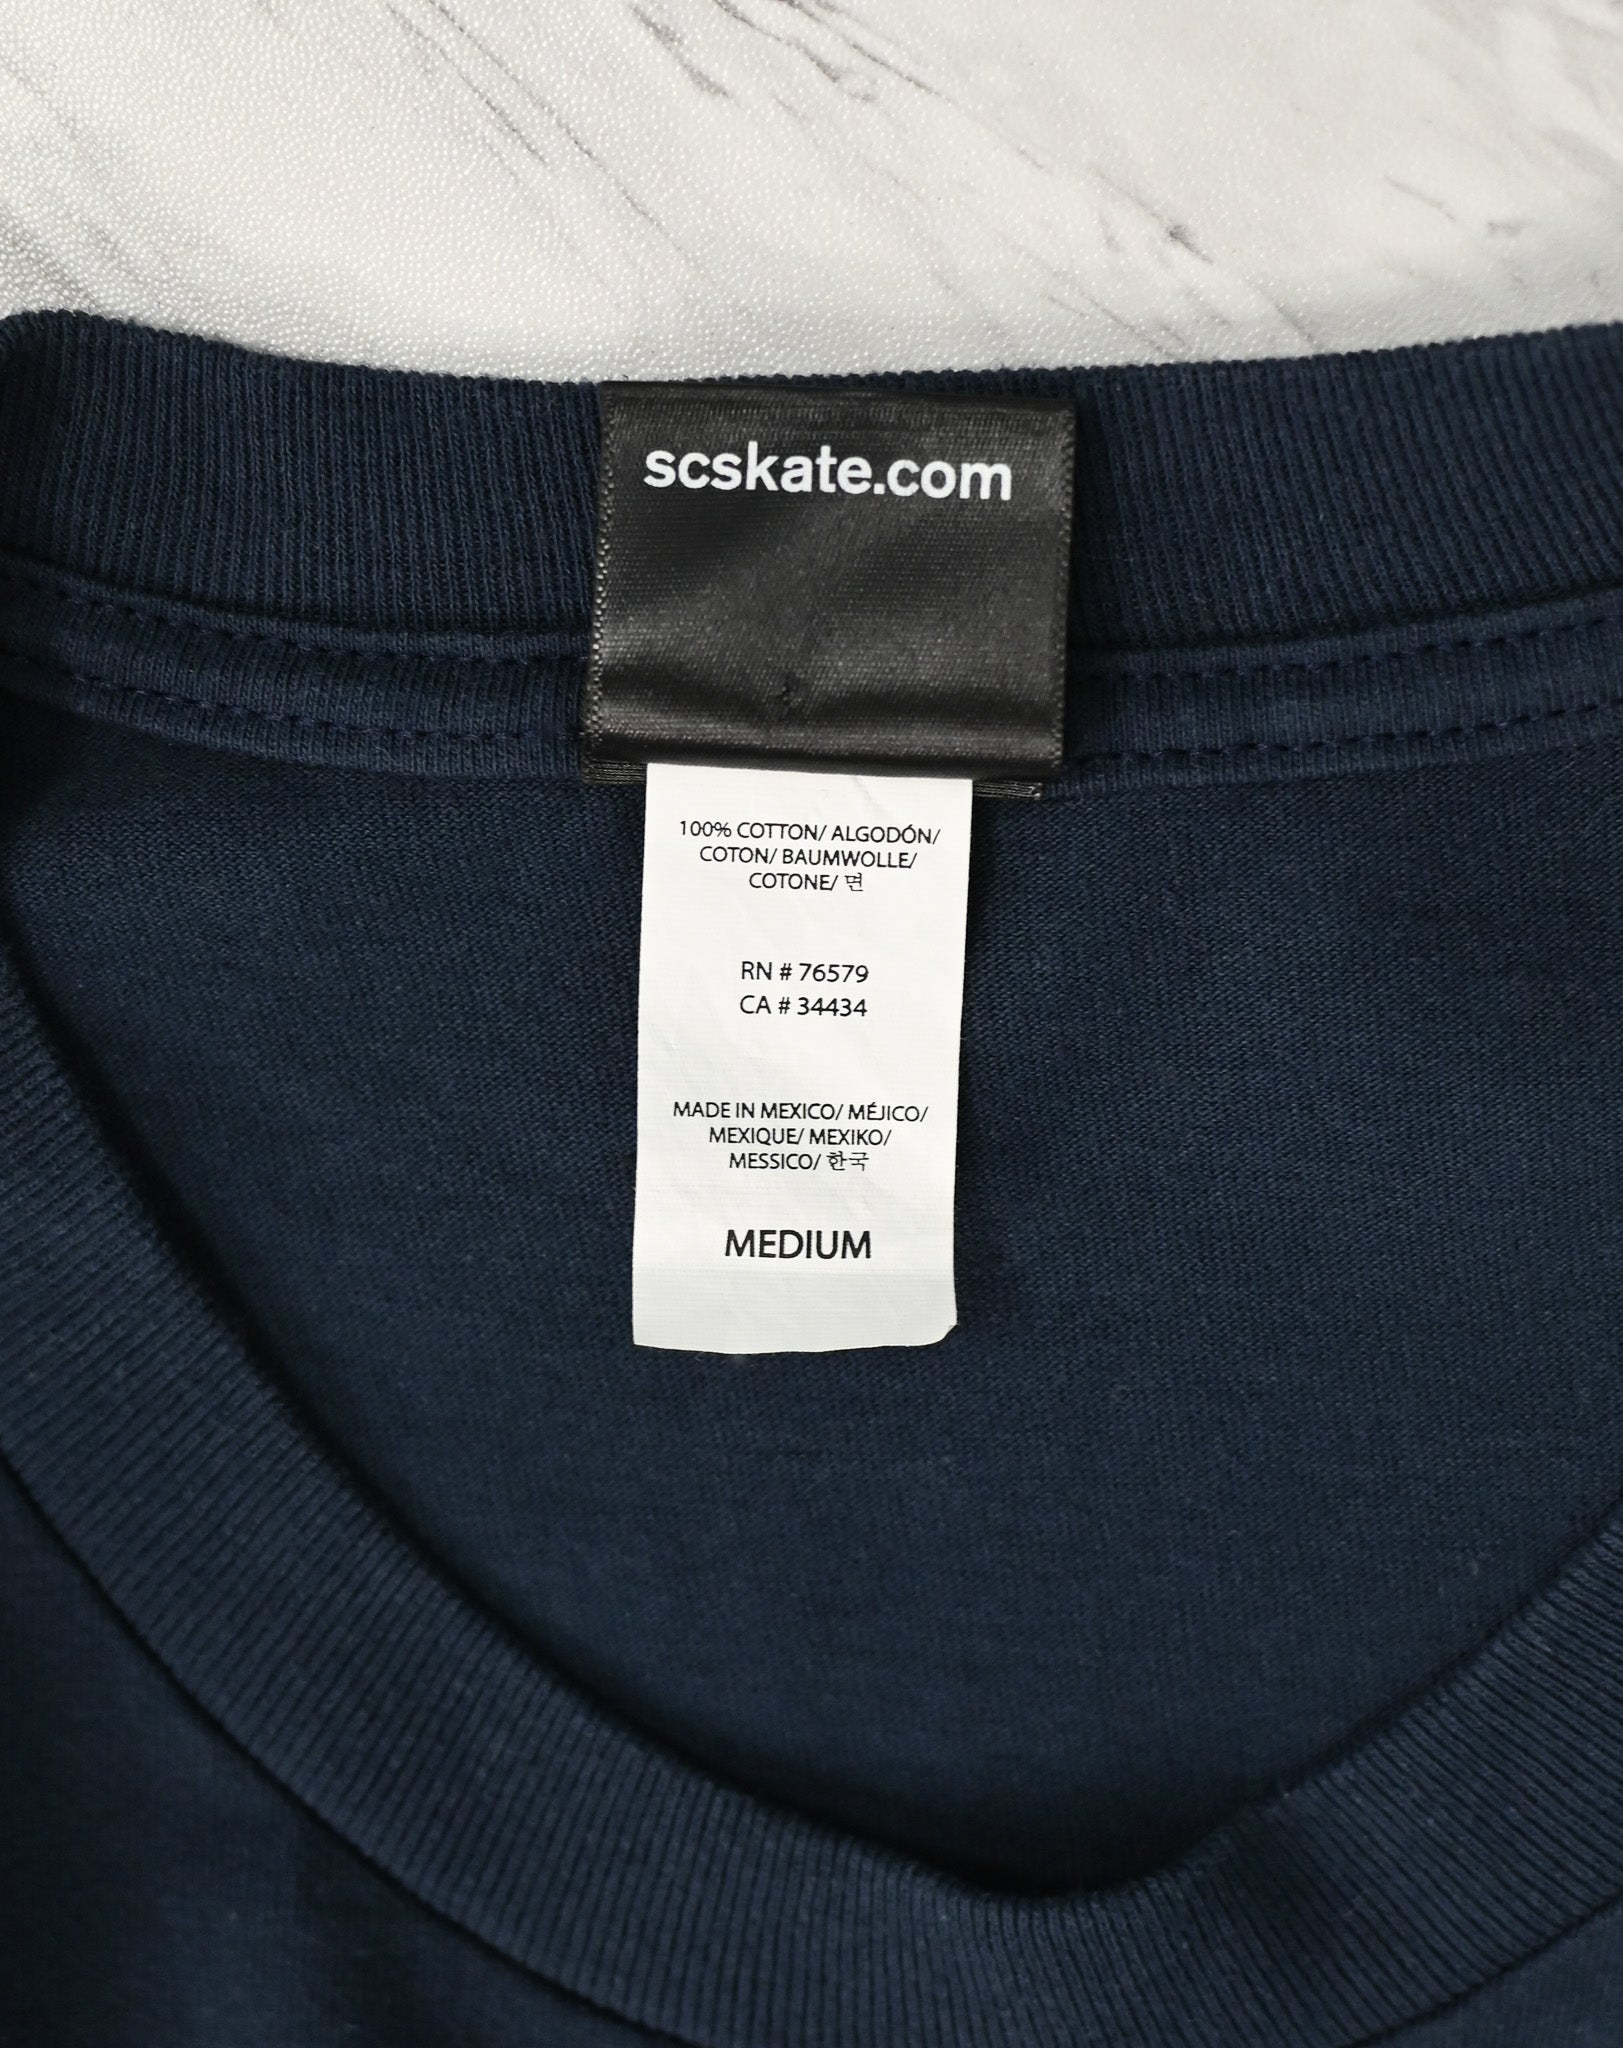 scskate.com
100% COTTON/ ALGODÓN/
COTON/ BAUMWOLLE/
COTONE/ 면
RN # 76579
CA # 34434
MADE IN MEXICO/ MÉJICO/
MEXIQUE/ MEXIKO/
MESSICO/ 한국
MEDIUM